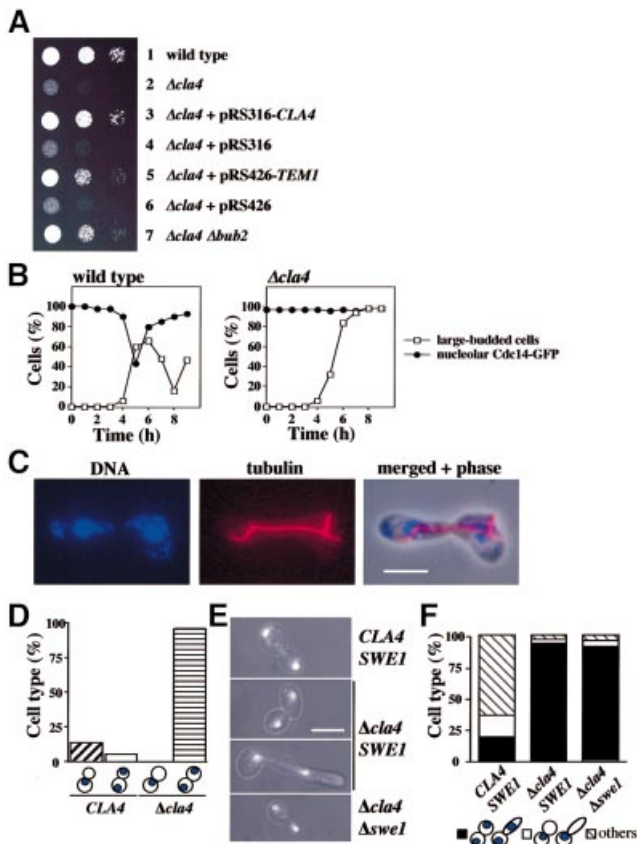 A
1 wild type
2 Δcla4
3 Δcla4 + pRS316-CLA4
4 Δcla4 + pRS316
5 Δcla4 + pRS426-TEM1
6 Δcla4 + pRS426
7 Δcla4 Δbub2
B
wild type
Δcla4
Cells (%)
100
80
60
40
20
0
0 2 4 6 8
Time (h)
Cells (%)
100
80
60
40
20
0
0 2 4 6 8
Time (h)
large-budded cells
nucleolar Cdc14-GFP
C
DNA
tubulin
merged + phase
D
Cell type (%)
100
75
50
25
0
CLA4
Δcla4
E
CLA4
SWE1
Δcla4
SWE1
Δcla4
Δswe1
F
Cell type (%)
100
75
50
25
0
CLA4
SWE1
Δcla4
SWE1
Δcla4
Δswe1
others